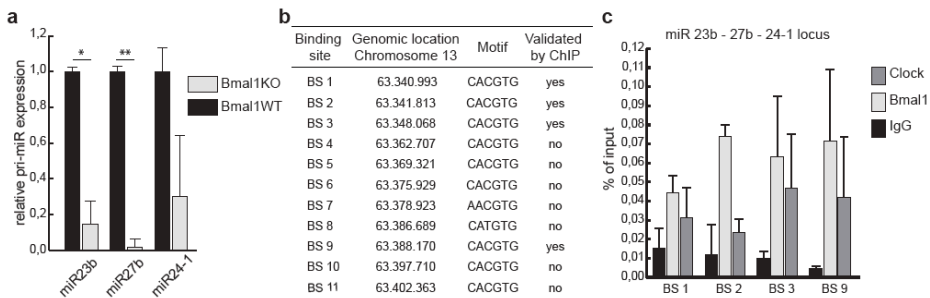 a
1,2
1,0
0,8
0,6
0,4
0,2
0,0
relative pri-miR expression
*
**
Bmal1KO
Bmal1WT
miR23b
miR27b
miR24-1
b
Binding site Genomic location Chromosome 13 Motif Validated by ChIP
BS 1 63.340.993 CACGTG yes
BS 2 63.341.813 CACGTG yes
BS 3 63.348.068 CACGTG yes
BS 4 63.362.707 CACGTG no
BS 5 63.369.321 CACGTG no
BS 6 63.375.929 CACGTG no
BS 7 63.378.923 AACGTG no
BS 8 63.386.689 CATGTG no
BS 9 63.388.170 CACGTG yes
BS 10 63.397.710 CACGTG no
BS 11 63.402.363 CACGTG no
c
miR 23b - 27b - 24-1 locus
0,12
0,11
0,10
0,09
0,08
0,07
0,06
0,05
0,04
0,03
0,02
0,01
0,00
% of input
Clock
Bmal1
IgG
BS 1
BS 2
BS 3
BS 9